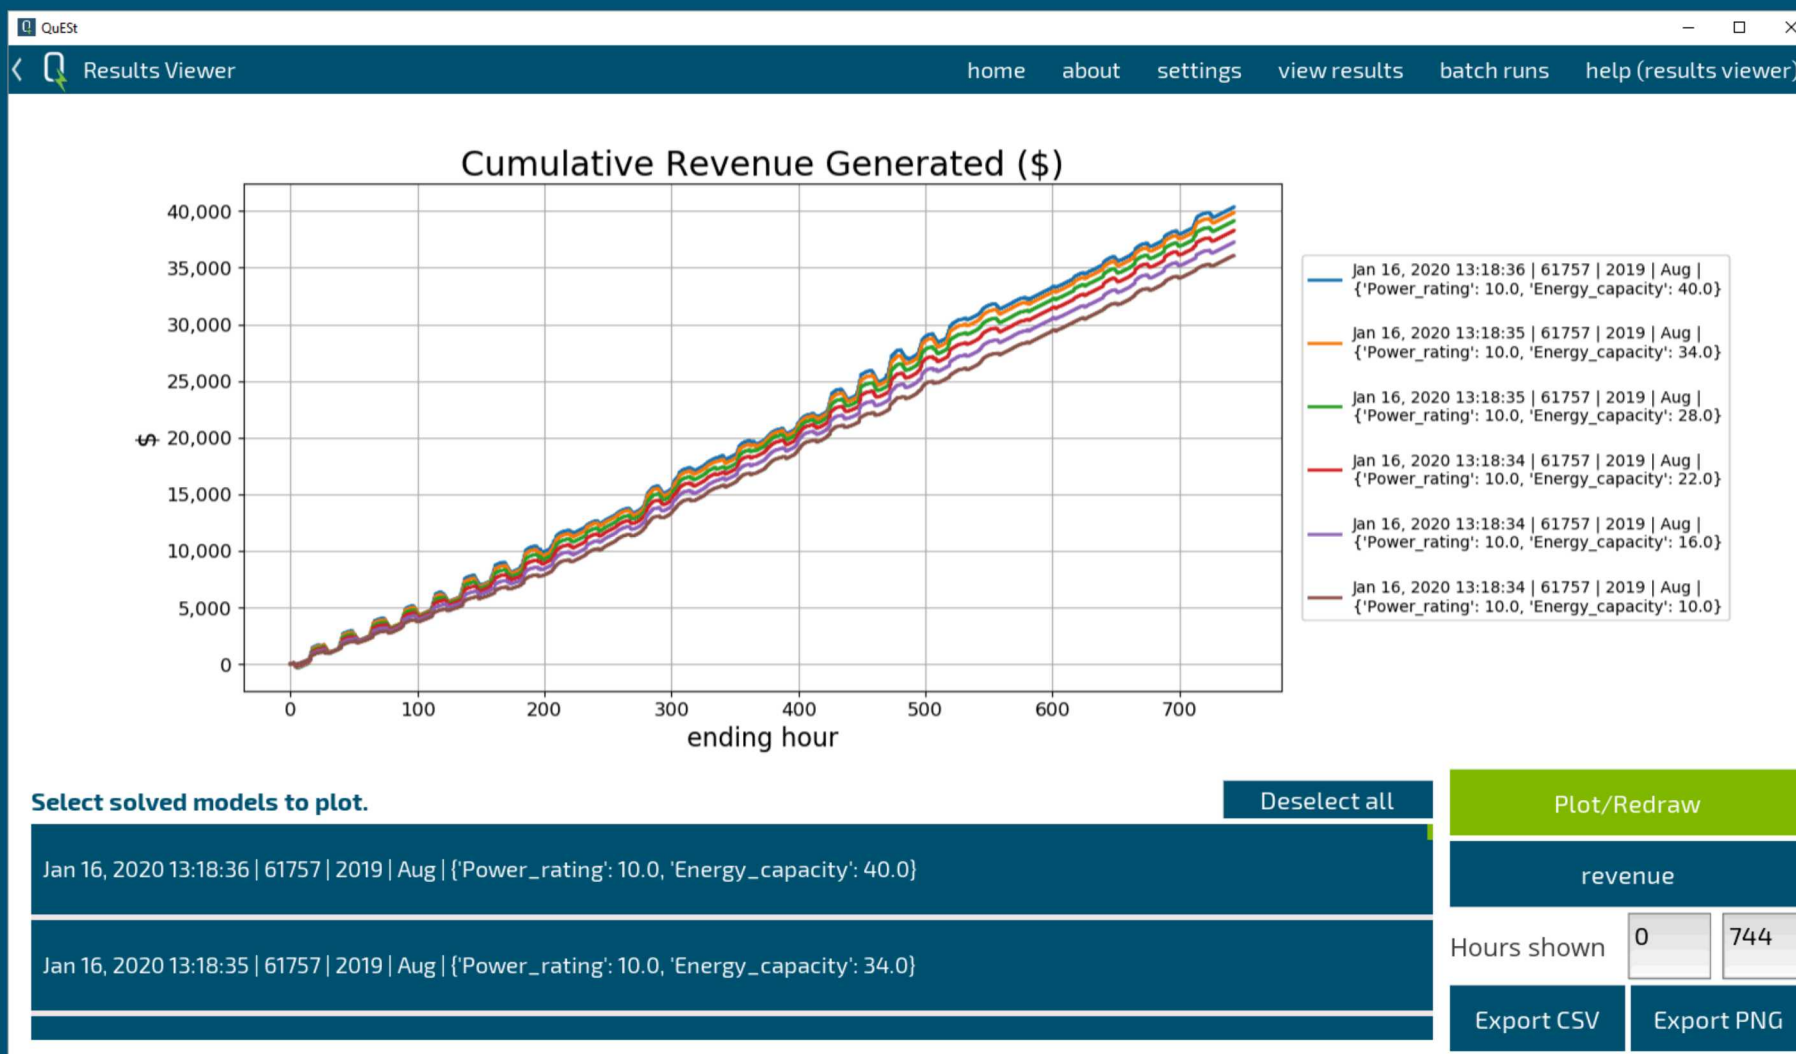 QuESt
Results Viewer
home about settings view results batch runs help (results viewer)
Cumulative Revenue Generated ($)
40,000
35,000
30,000
25,000
20,000
15,000
10,000
5,000
0
$
0 100 200 300 400 500 600 700
ending hour
Jan 16, 2020 13:18:36 | 61757 | 2019 | Aug |
{'Power_rating': 10.0, 'Energy_capacity': 40.0}
Jan 16, 2020 13:18:35 | 61757 | 2019 | Aug |
{'Power_rating': 10.0, 'Energy_capacity': 34.0}
Jan 16, 2020 13:18:35 | 61757 | 2019 | Aug |
{'Power_rating': 10.0, 'Energy_capacity': 28.0}
Jan 16, 2020 13:18:34 | 61757 | 2019 | Aug |
{'Power_rating': 10.0, 'Energy_capacity': 22.0}
Jan 16, 2020 13:18:34 | 61757 | 2019 | Aug |
{'Power_rating': 10.0, 'Energy_capacity': 16.0}
Jan 16, 2020 13:18:34 | 61757 | 2019 | Aug |
{'Power_rating': 10.0, 'Energy_capacity': 10.0}
Select solved models to plot.
Deselect all
Jan 16, 2020 13:18:36 | 61757 | 2019 | Aug | {'Power_rating': 10.0, 'Energy_capacity': 40.0}
Jan 16, 2020 13:18:35 | 61757 | 2019 | Aug | {'Power_rating': 10.0, 'Energy_capacity': 34.0}
Plot/Redraw
revenue
Hours shown 0 744
Export CSV Export PNG